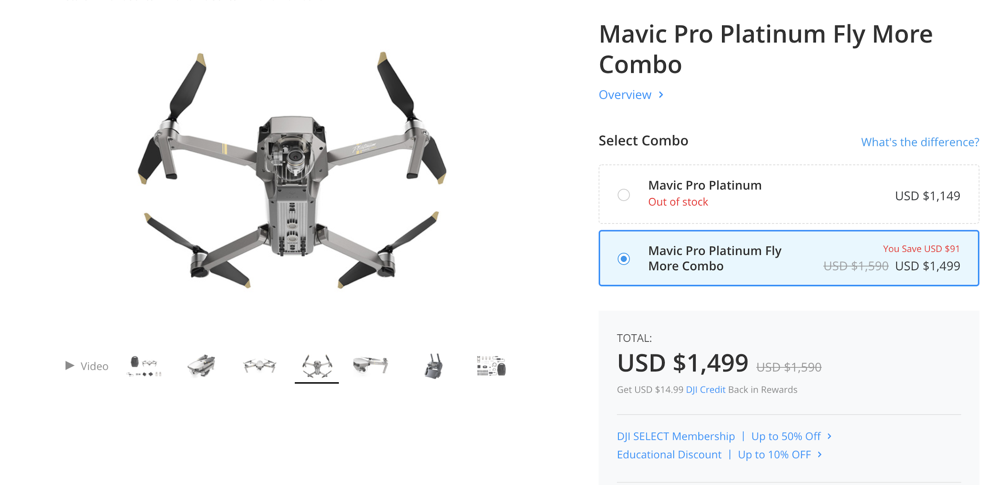 Mavic Pro Platinum Fly More
Combo
Overview >
Select Combo
What's the difference?
Mavic Pro Platinum
Out of stock
USD $1,149
Mavic Pro Platinum Fly
More Combo
You Save USD $91
USD $1,590 USD $1,499
Platinum
Video
TOTAL:
USD $1,499 USD $1,590
Get USD $14.99 DJI Credit Back in Rewards
DJI SELECT Membership | Up to 50% Off >
Educational Discount | Up to 10% OFF >